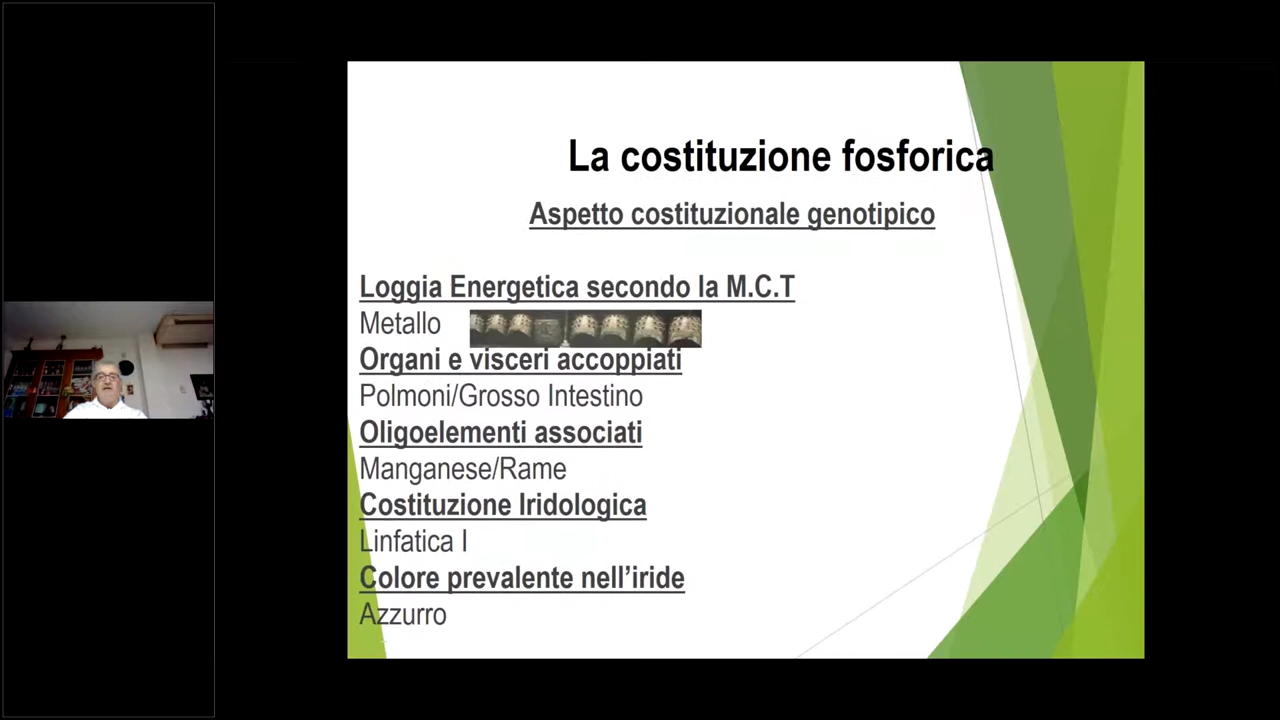 La costituzione fosforica
Aspetto costituzionale genotipico
Loggia Energetica secondo la M.C.T
Metallo
Organi e visceri accoppiati
Polmoni/Grosso Intestino
Oligoelementi associati
Manganese/Rame
Costituzione Iridologica
Linfatica I
Colore prevalente nell’iride
Azzurro